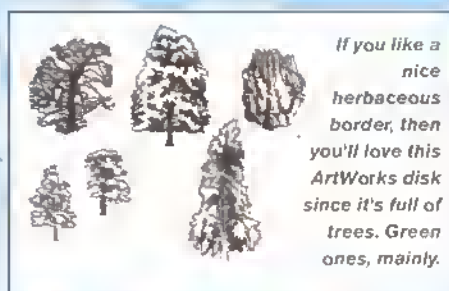 If you like a
nice
herbaceous
border, then
you'll love this
ArtWorks disk
since it's full of
trees. Green
ones, mainly.